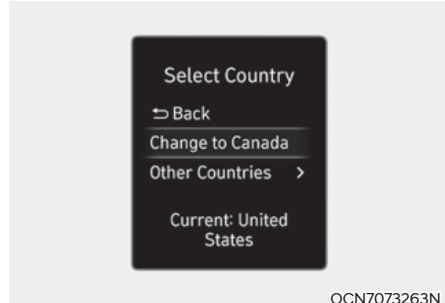 Select Country
⮌ Back
Change to Canada
Other Countries >
Current: United
States
OCN7073263N